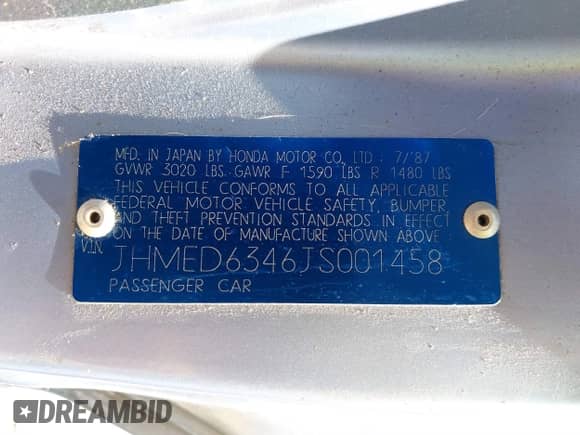 MFD. IN JAPAN BY HONDA MOTOR CO., LTD : 7/'87
GVWR 3020 LBS GAWR F 1590 LBS R 1480 LBS
THIS VEHICLE CONFORMS TO ALL APPLICABLE
FEDERAL MOTOR VEHICLE SAFETY, BUMPER,
AND THEFT PREVENTION STANDARDS IN EFFECT
ON THE DATE OF MANUFACTURE SHOWN ABOVE
V.I.N. JHMED6346JS001458
PASSENGER CAR
DREAMBID